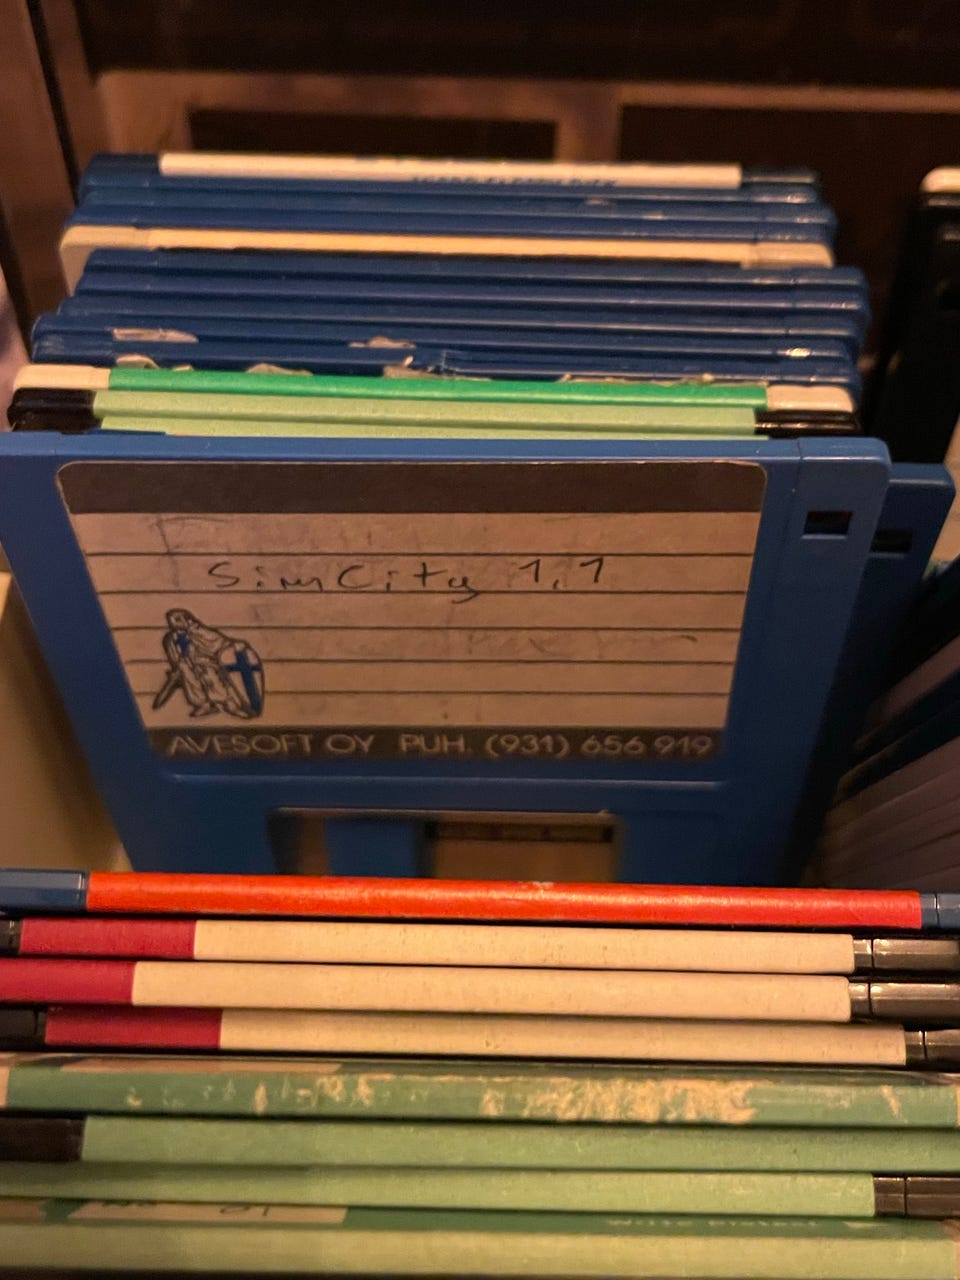 SimCity 1.1
AVESOFT OY PUH. (931) 656 919